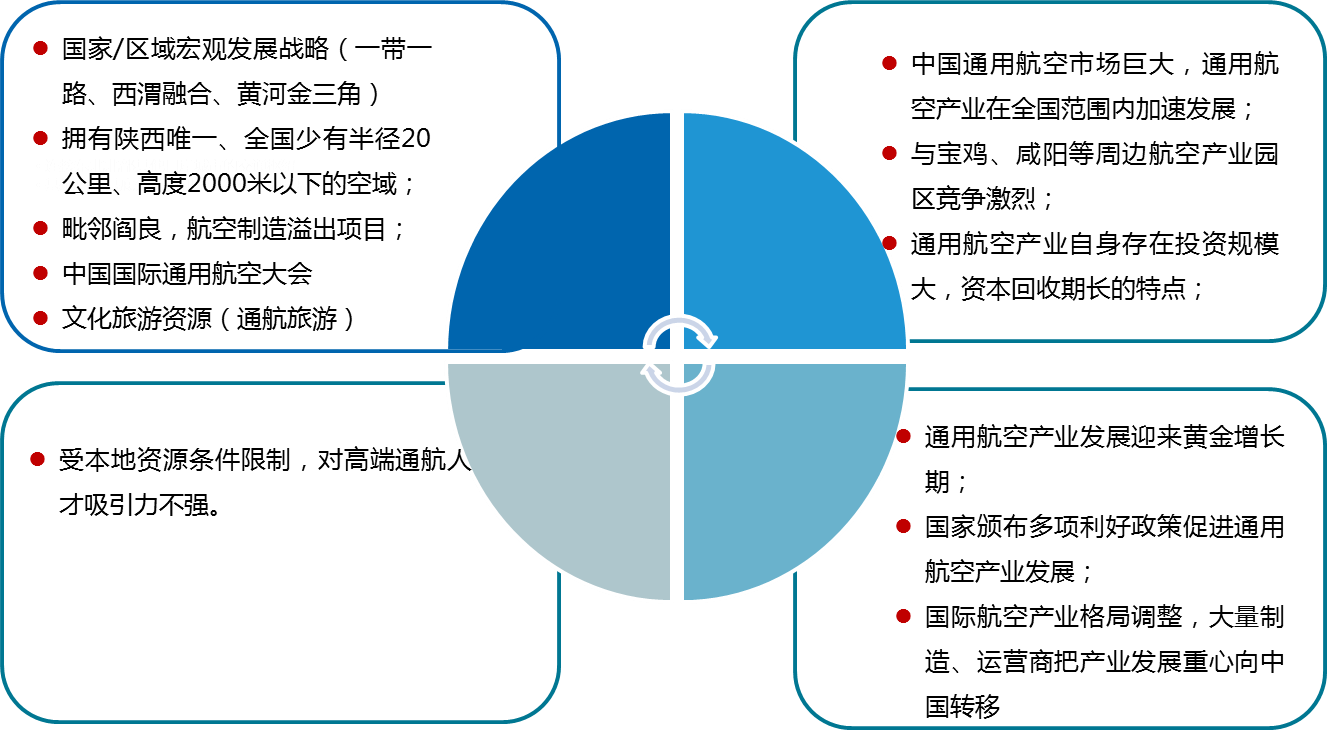 国家/区域宏观发展战略（一带一
路、西渭融合、黄河金三角）
拥有陕西唯一、全国少有半径20
公里、高度2000米以下的空域；
毗邻阎良，航空制造溢出项目；
中国国际通用航空大会
文化旅游资源（通航旅游）
中国通用航空市场巨大，通用航
空产业在全国范围内加速发展；
与宝鸡、咸阳等周边航空产业园
区竞争激烈；
通用航空产业自身存在投资规模
大，资本回收期长的特点；
受本地资源条件限制，对高端通航人
才吸引力不强。
通用航空产业发展迎来黄金增长
期；
国家颁布多项利好政策促进通用
航空产业发展；
国际航空产业格局调整，大量制
造、运营商把产业发展重心向中
国转移